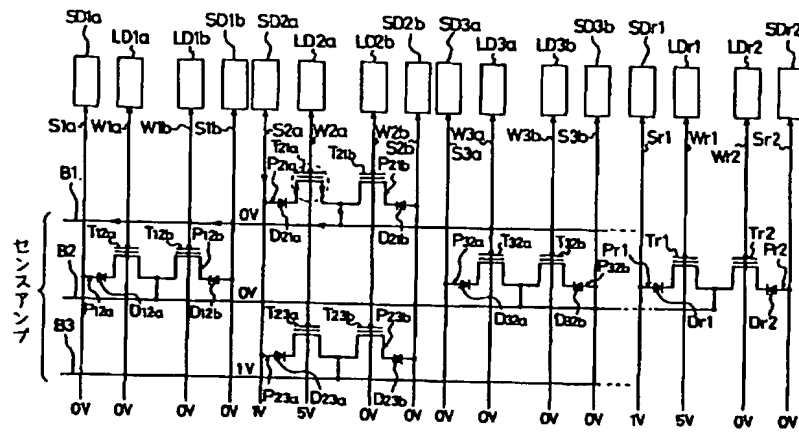 SD1a LD1a LD1b SD1b SD2a LD2a LD2b SD2b SD3a LD3a LD3b SD3b SDr1 LDr1 LDr2 SDr2
S1a W1a W1b S1b S2a W2a W2b S2b W3a S3a W3b S3b Sr1 Wr1 Wr2 Sr2
T21a T21b
P21a P21b
B1
0V
D21a D21b
センスアンプ
T12a T12b P12b P32a T32a T32b P32b Pr1 Tr1 Tr2 Pr2
B2
0V
P12a D12a D12b D32a D32b Dr1 Dr2
T23a T23b P23b
B3
1V
P23a D23a D23b
0V 0V 0V 0V 1V 5V 0V 0V 0V 0V 0V 0V 1V 5V 0V 0V